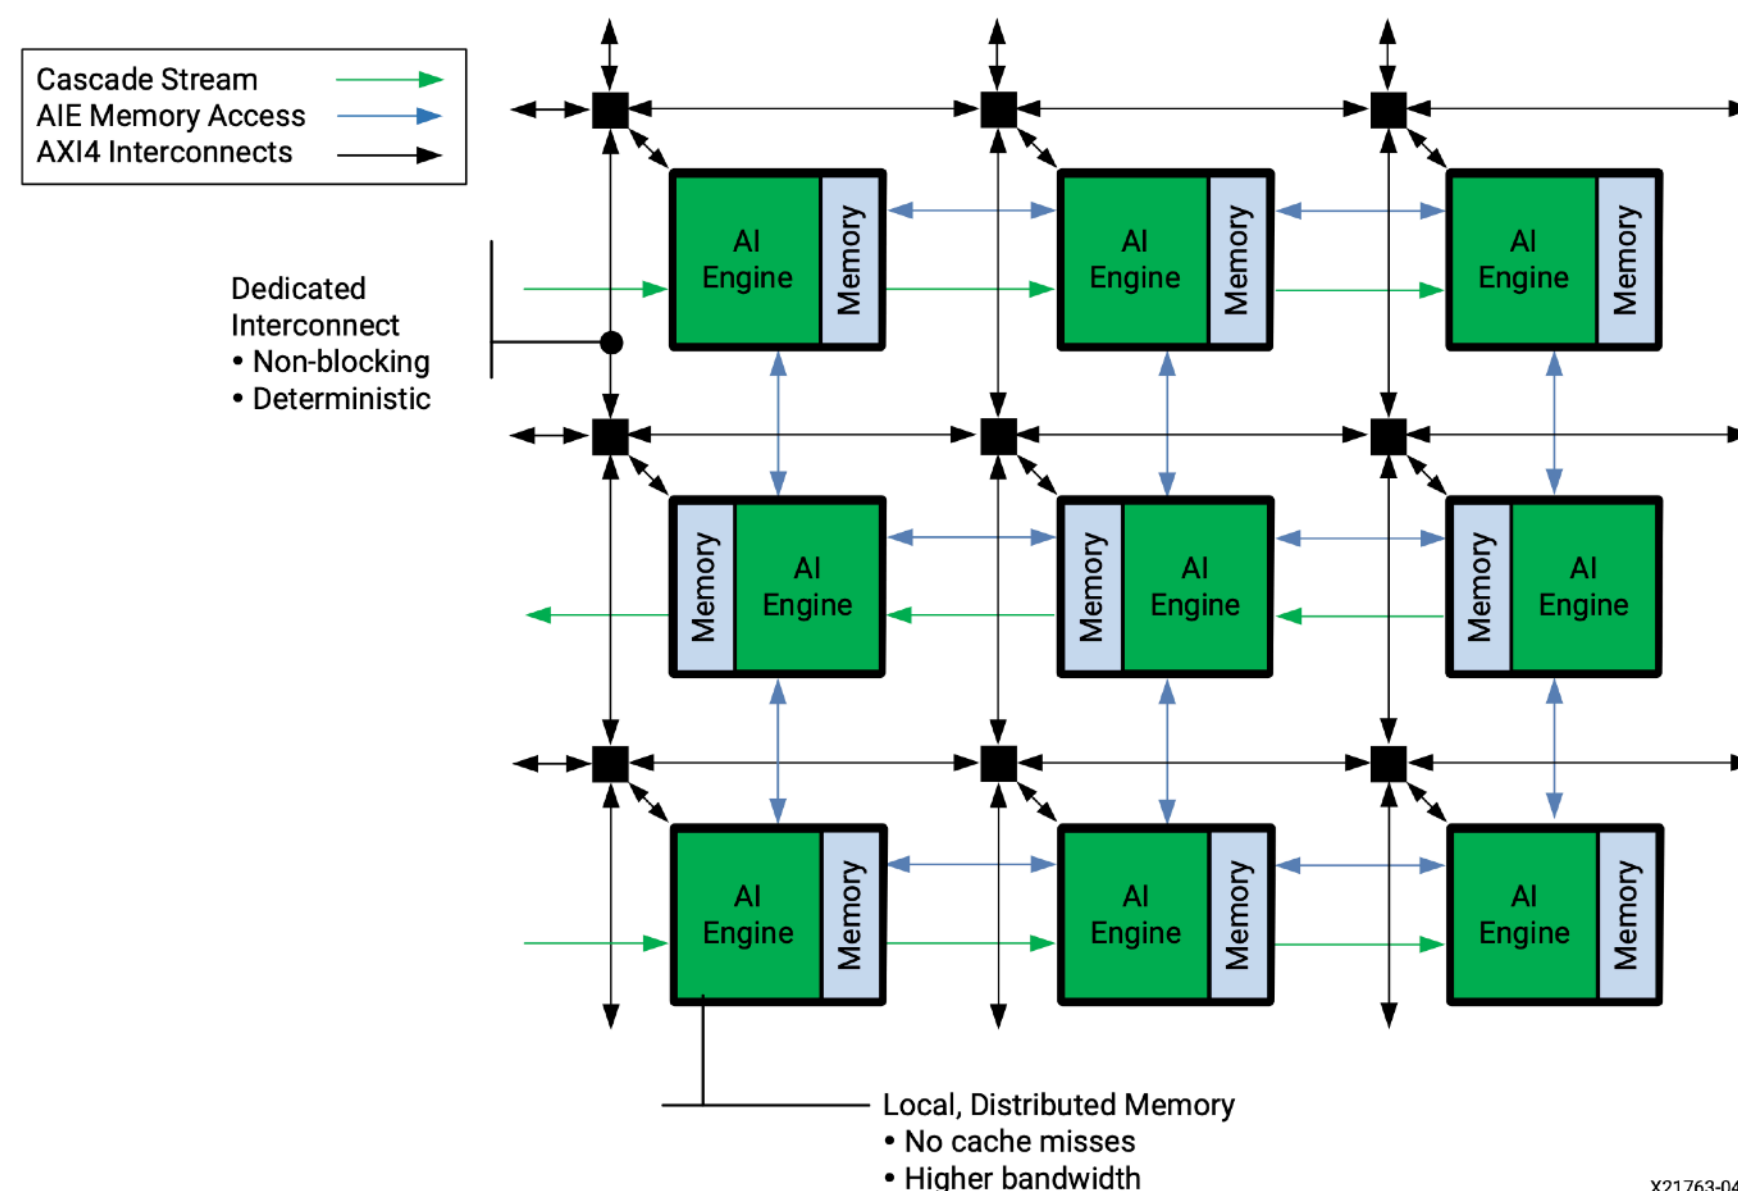 Cascade Stream
AIE Memory Access
AXI4 Interconnects
AI
Engine
Memory
AI
Engine
Memory
AI
Engine
Memory
Dedicated
Interconnect
• Non-blocking
• Deterministic
Memory
AI
Engine
Memory
AI
Engine
Memory
AI
Engine
AI
Engine
Memory
AI
Engine
Memory
AI
Engine
Memory
Local, Distributed Memory
• No cache misses
• Higher bandwidth
X21763-04